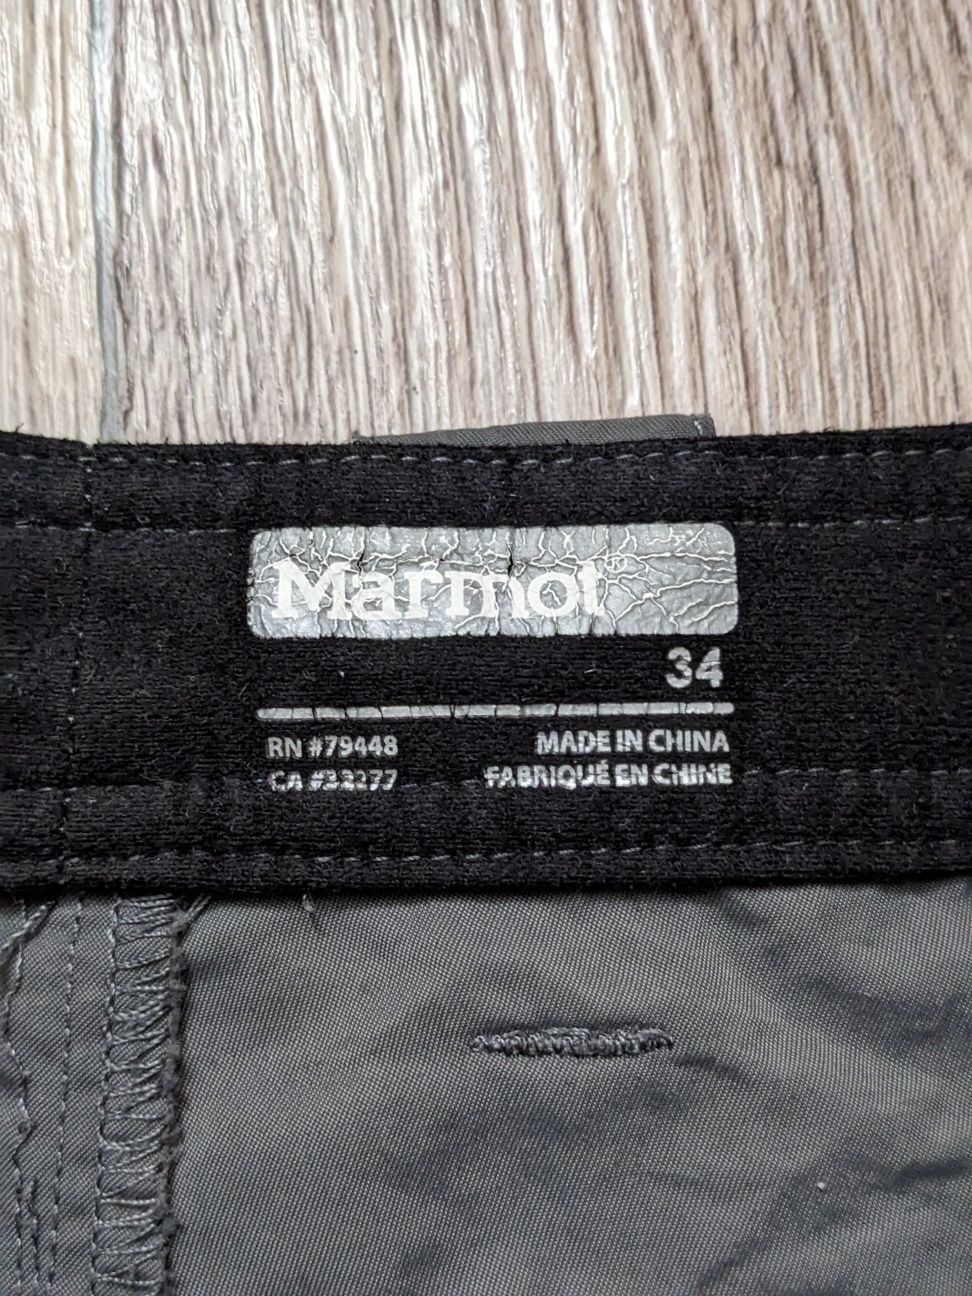 Marmot®
34
RN #79448
CA #33277
MADE IN CHINA
FABRIQUÉ EN CHINE